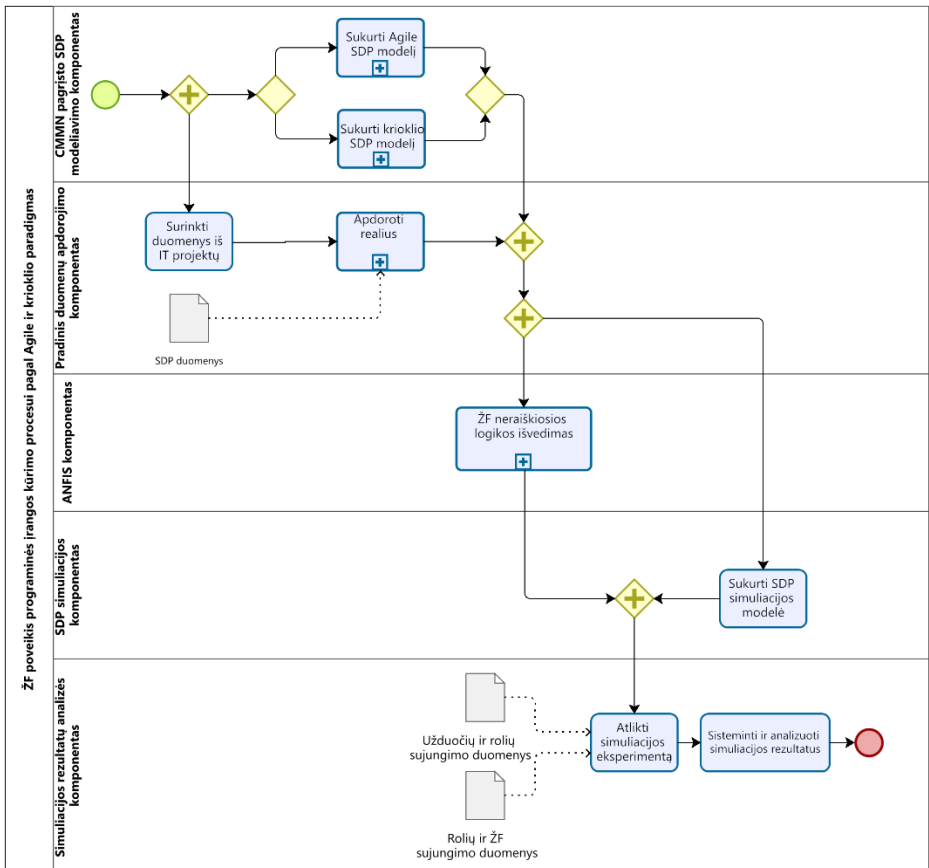 ŽF poveikis programinės įrangos kūrimo procesui pagal Agile ir krioklio paradigmas
CMMN pagrįsto SDP
modeliavimo komponentas
Sukurti Agile
SDP modelį
Sukurti krioklio
SDP modelį
Pradinis duomenų apdorojimo
komponentas
Surinkti
duomenys iš
IT projektų
Apdoroti
realius
SDP duomenys
ANFIS komponentas
ŽF neraiškiosios
logikos išvedimas
SDP simuliacijos
komponentas
Sukurti SDP
simuliacijos
modelė
Simuliacijos rezultatų analizės
komponentas
Užduočių ir rolių
sujungimo duomenys
Rolių ir ŽF
sujungimo duomenys
Atlikti
simuliacijos
eksperimentą
Sisteminti ir analizuoti
simuliacijos rezultatus